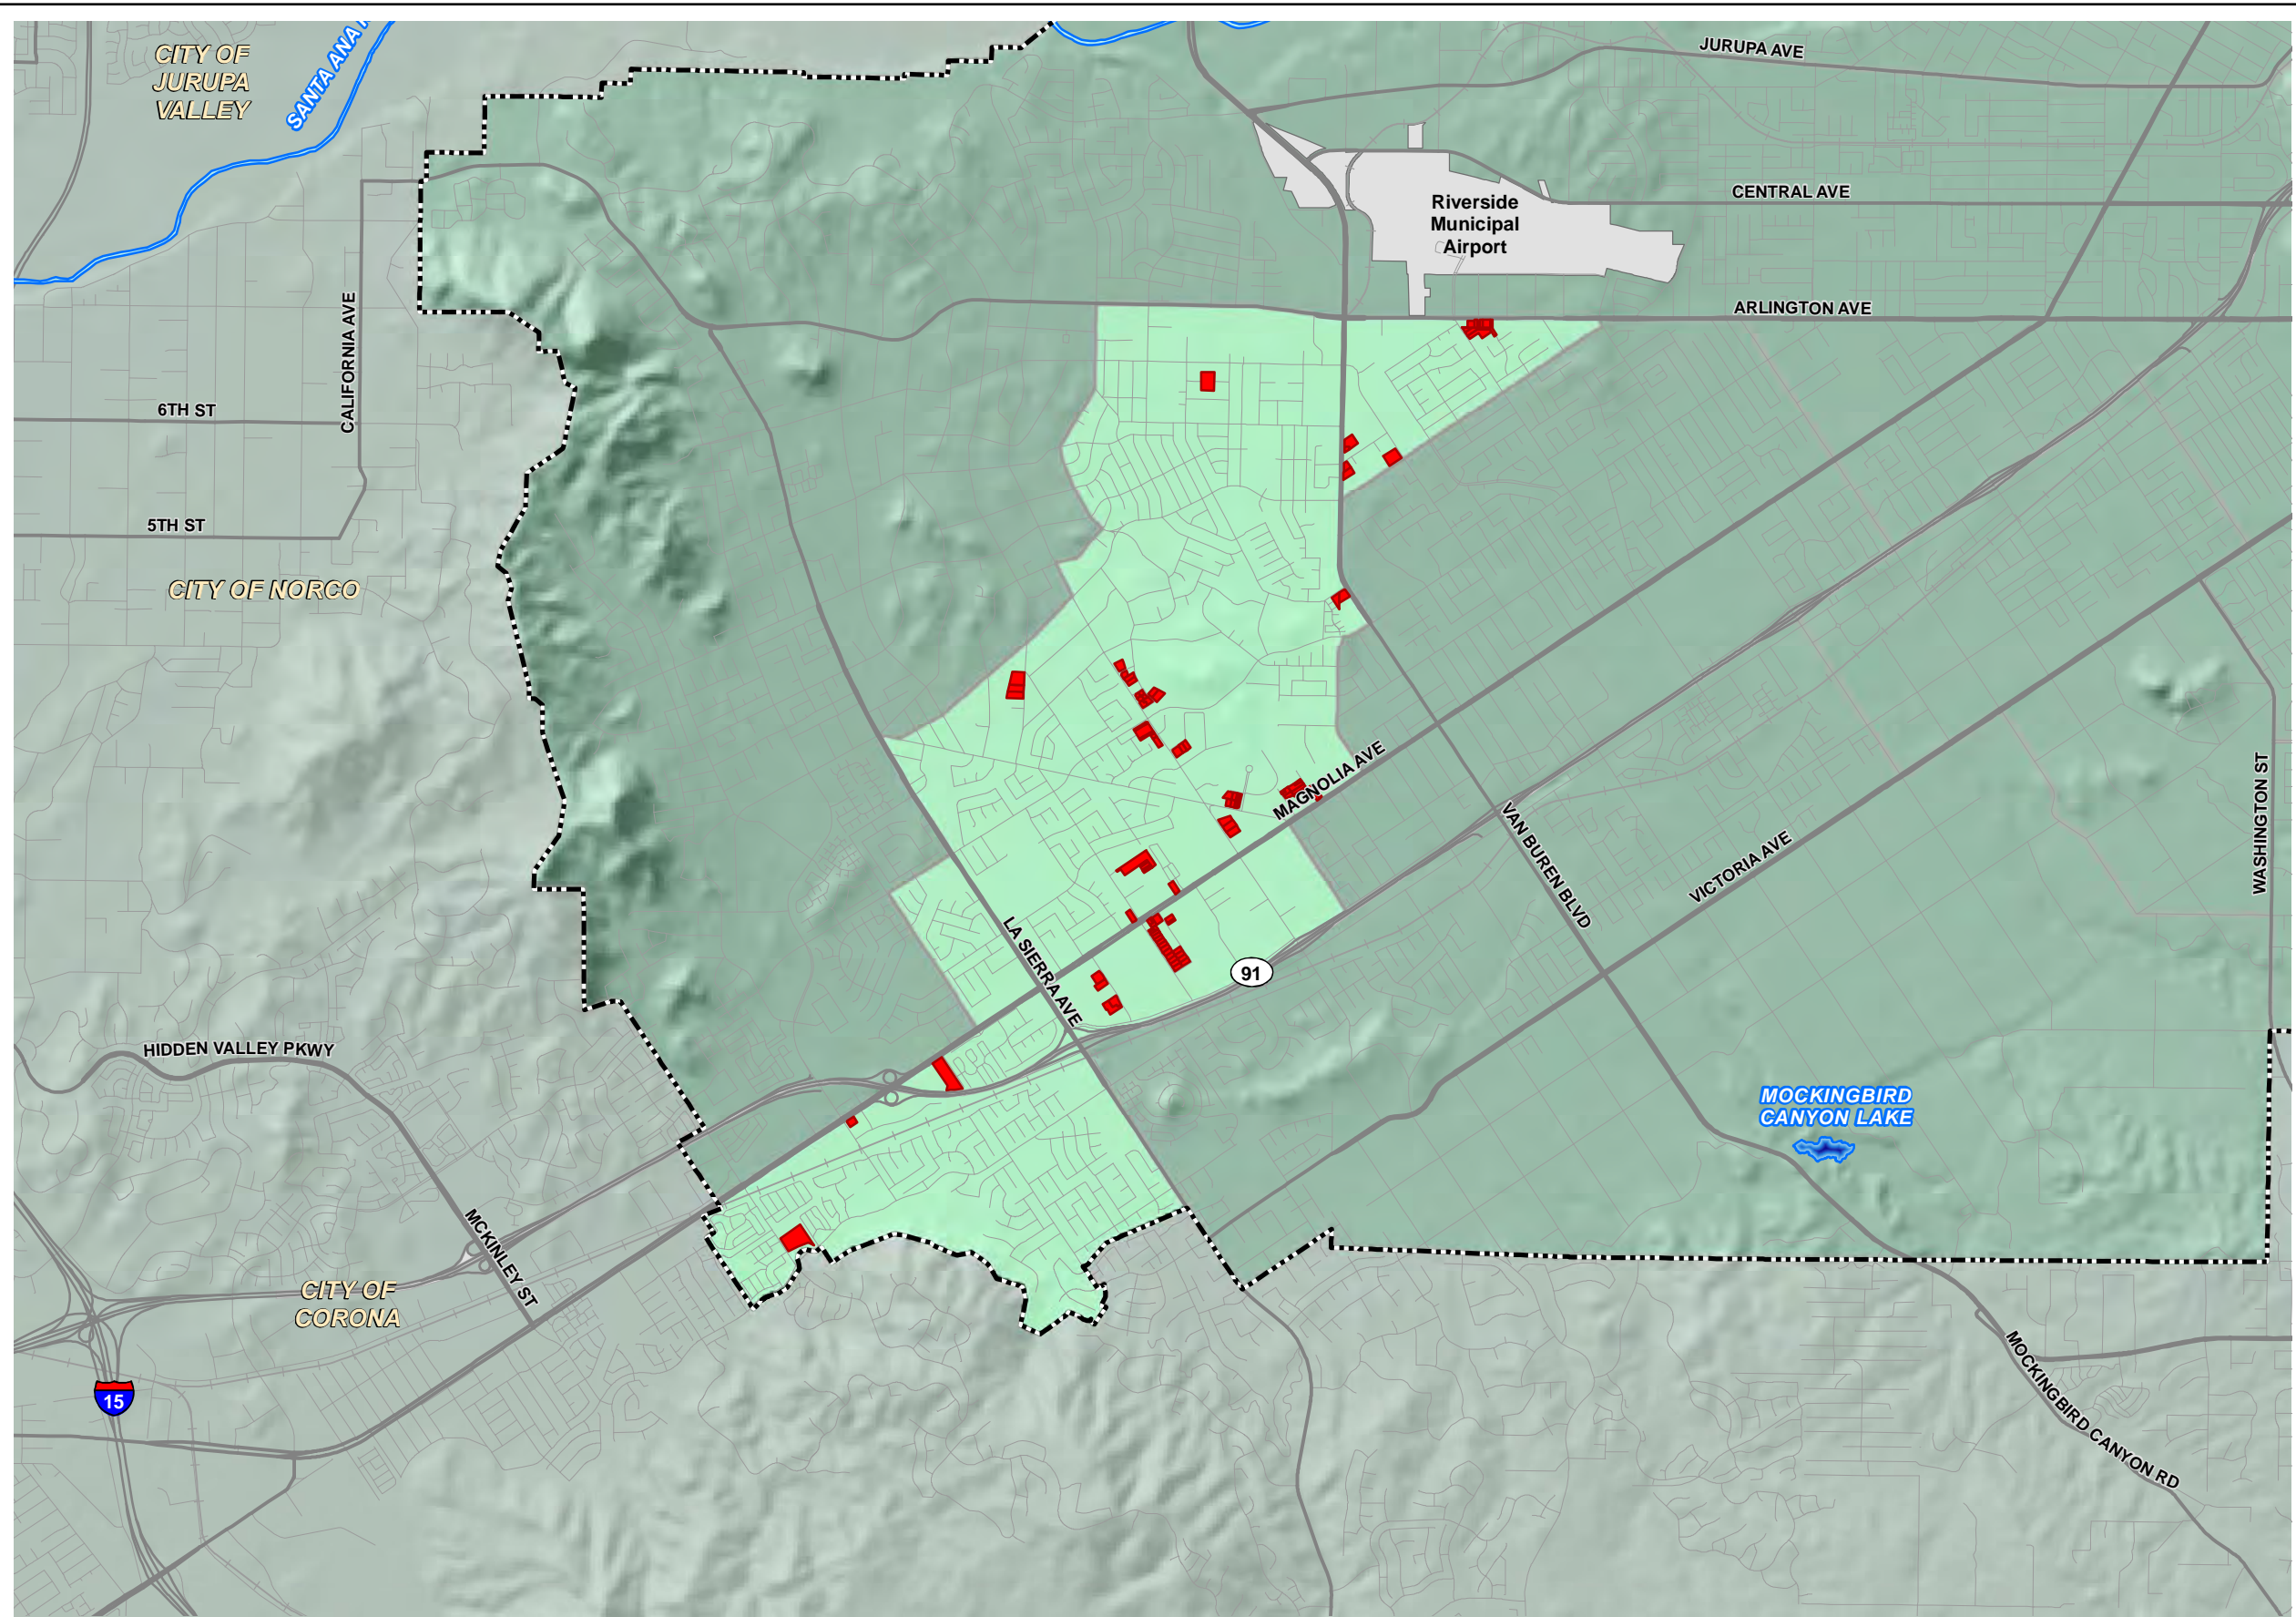 CITY OF
JURUPA
VALLEY
SANTA ANA
JURUPA AVE
CENTRAL AVE
Riverside
Municipal
Airport
ARLINGTON AVE
CALIFORNIA AVE
6TH ST
5TH ST
CITY OF NORCO
MAGNOLIA AVE
VAN BUREN BLVD
VICTORIA AVE
WASHINGTON ST
LA SIERRA AVE
91
HIDDEN VALLEY PKWY
MOCKINGBIRD
CANYON LAKE
MCKINLEY ST
CITY OF
CORONA
15
MOCKINGBIRD CANYON RD